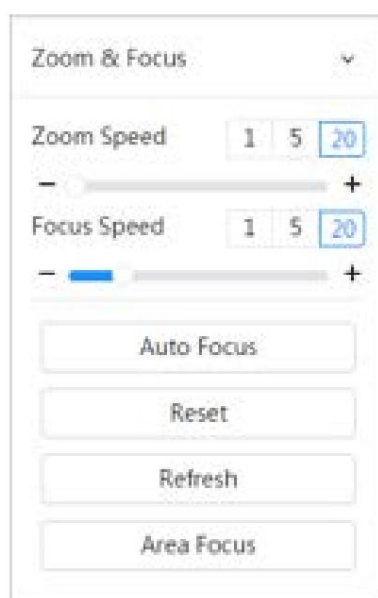 Zoom & Focus
Zoom Speed 1 5 20
− +
Focus Speed 1 5 20
− +
Auto Focus
Reset
Refresh
Area Focus